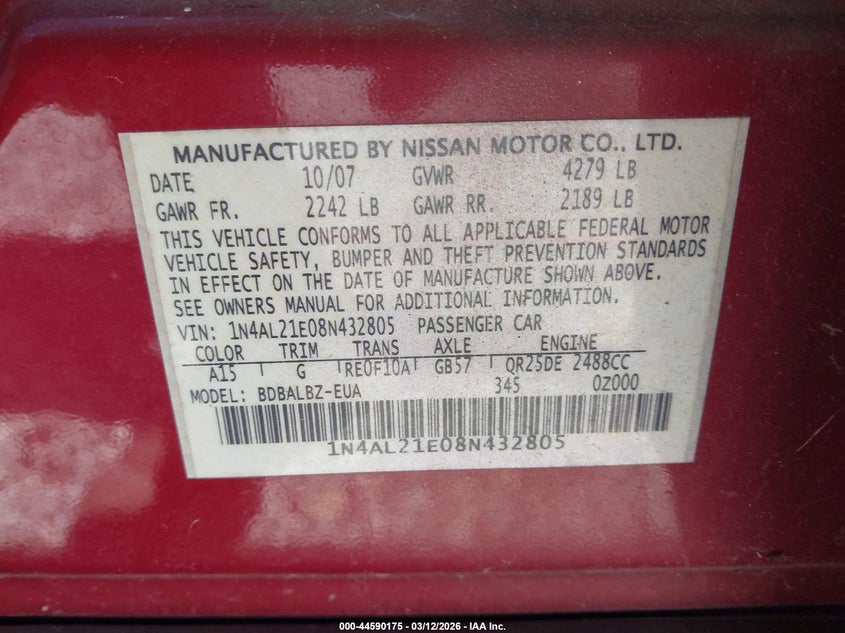 MANUFACTURED BY NISSAN MOTOR CO., LTD.
DATE 10/07 GVWR 4279 LB
GAWR FR. 2242 LB GAWR RR. 2189 LB
THIS VEHICLE CONFORMS TO ALL APPLICABLE FEDERAL MOTOR
VEHICLE SAFETY, BUMPER AND THEFT PREVENTION STANDARDS
IN EFFECT ON THE DATE OF MANUFACTURE SHOWN ABOVE.
SEE OWNERS MANUAL FOR ADDITIONAL INFORMATION.
VIN: 1N4AL21E08N432805 PASSENGER CAR
COLOR TRIM TRANS AXLE ENGINE
A15 G RE0F10A GB57 QR25DE 2488CC
MODEL: BDBALBZ-EUA 345 0Z000
1N4AL21E08N432805
000-44590175 - 03/12/2026 - IAA Inc.